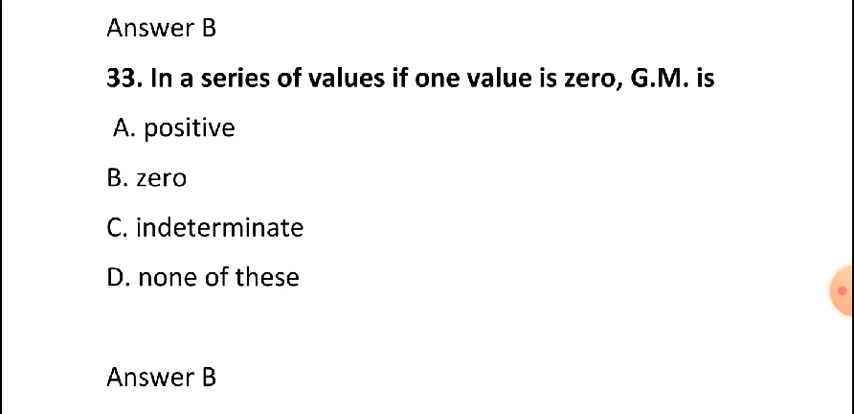 Answer B
33. In a series of values if one value is zero, G.M. is
A. positive
B. zero
C. indeterminate
D. none of these
Answer B